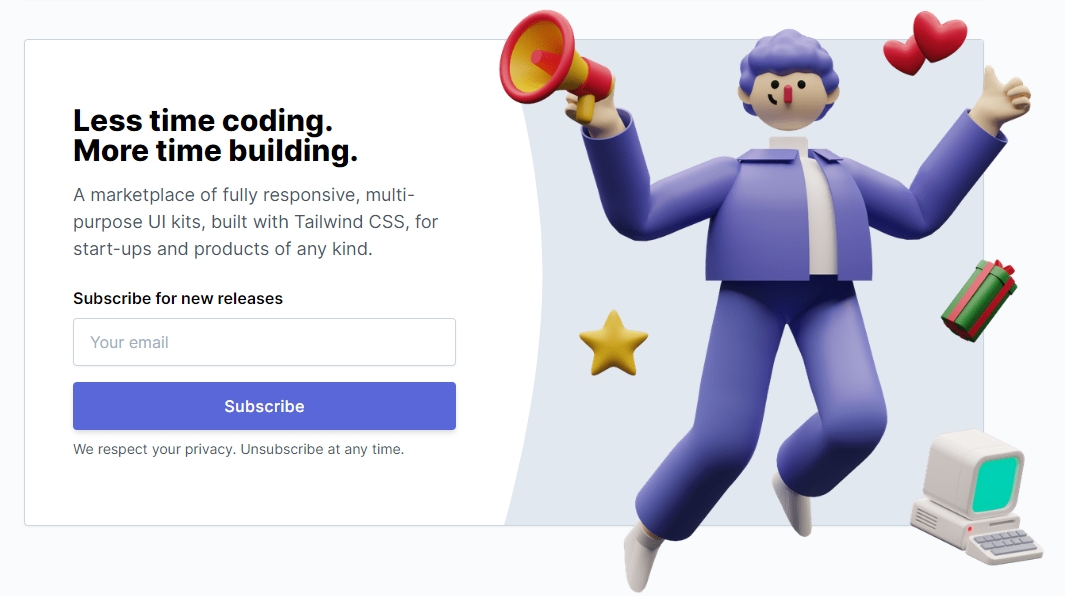 Less time coding.
More time building.
A marketplace of fully responsive, multi-
purpose UI kits, built with Tailwind CSS, for
start-ups and products of any kind.
Subscribe for new releases
Your email
Subscribe
We respect your privacy. Unsubscribe at any time.